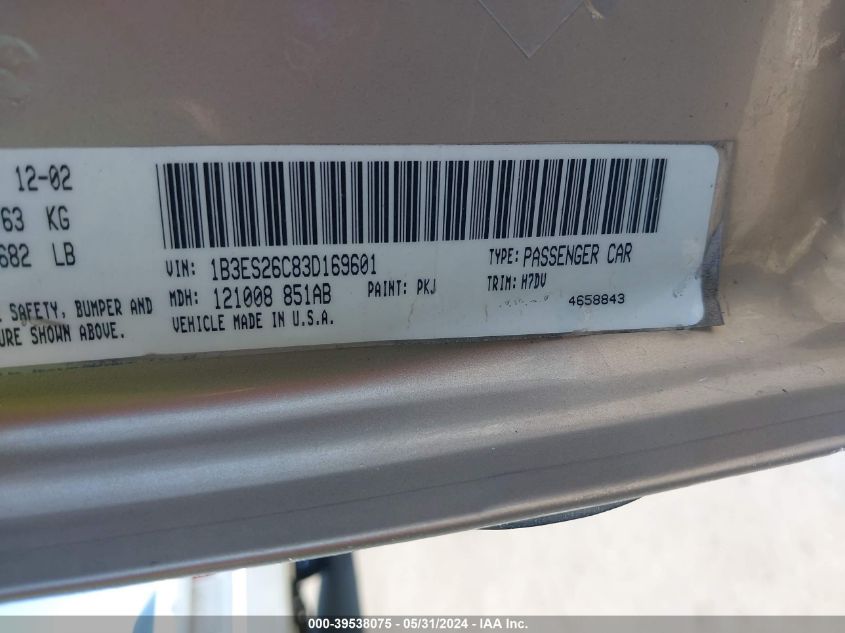 12-02
63 KG
682 LB
VIN: 1B3ES26C83D169601
TYPE: PASSENGER CAR
MDH: 121008 851AB
PAINT: PKJ
TRIM: H7DV
VEHICLE MADE IN U.S.A.
4658843
SAFETY, BUMPER AND
URE SHOWN ABOVE.
000-39538075 - 05/31/2024 - IAA Inc.